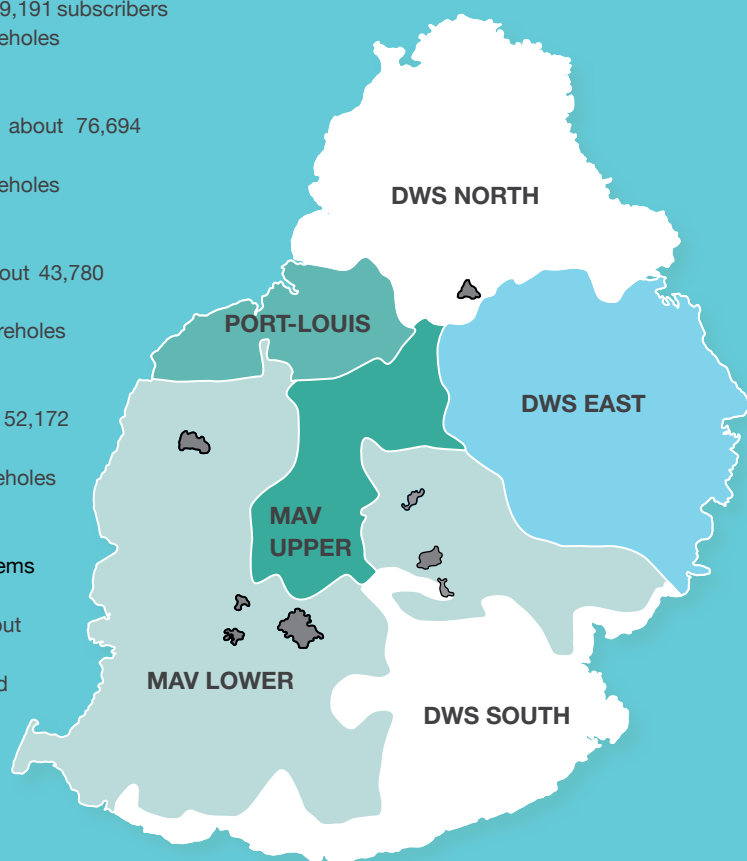 9,191 subscribers
eholes
about 76,694
eholes
out 43,780
reholes
52,172
eholes
ems
out
d
DWS NORTH
PORT-LOUIS
DWS EAST
MAV
UPPER
MAV LOWER
DWS SOUTH